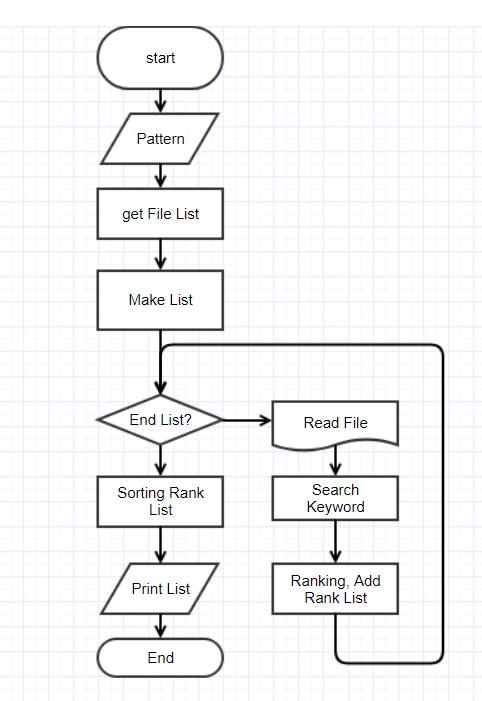 start
Pattern
get File List
Make List
End List?
Read File
Sorting Rank
List
Search
Keyword
Print List
Ranking, Add
Rank List
End